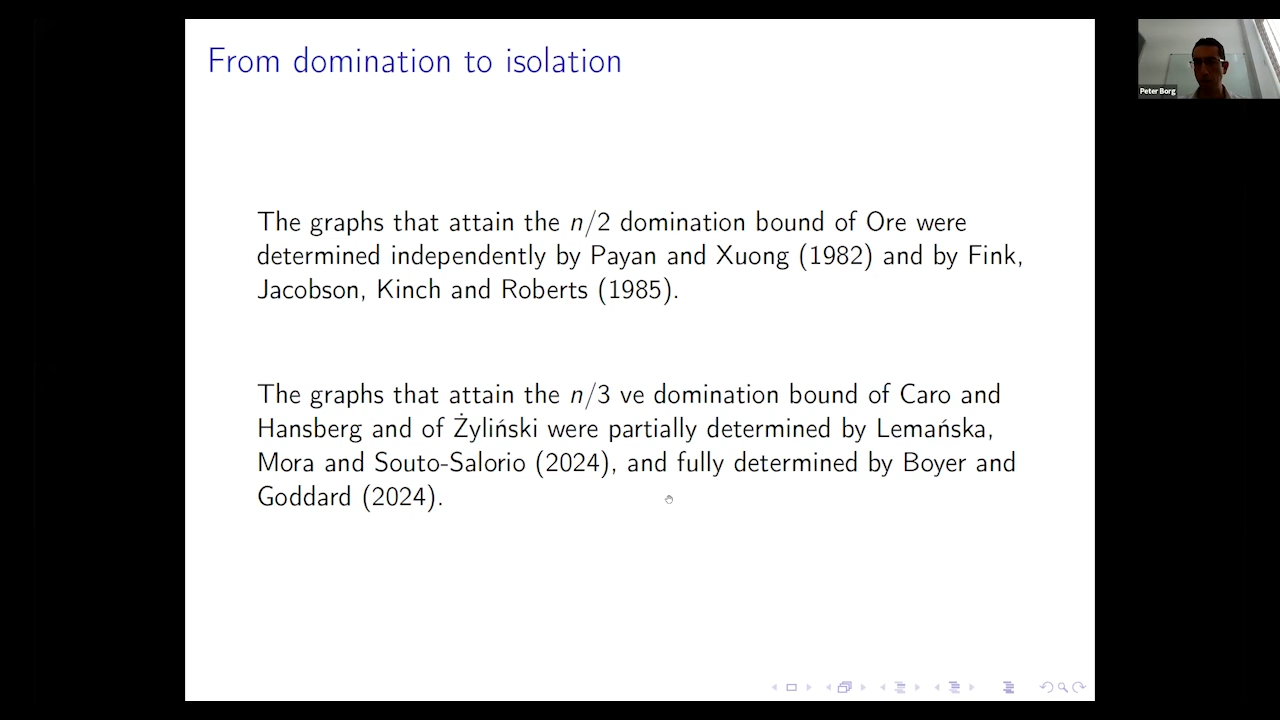 From domination to isolation
Peter Borg
The graphs that attain the n/2 domination bound of Ore were
determined independently by Payan and Xuong (1982) and by Fink,
Jacobson, Kinch and Roberts (1985).
The graphs that attain the n/3 ve domination bound of Caro and
Hansberg and of Żyliński were partially determined by Lemańska,
Mora and Souto-Salorio (2024), and fully determined by Boyer and
Goddard (2024).